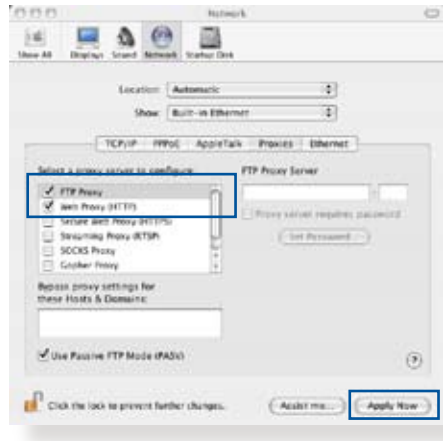 Network
Show All Displays Sound Network Startup Disk
Location: Automatic
Show: Built-in Ethernet
TCP/IP PPPoE AppleTalk Proxies Ethernet
Select a proxy server to configure
FTP Proxy Server
FTP Proxy
Web Proxy (HTTP)
Secure Web Proxy (HTTPS)
Streaming Proxy (RTSP)
SOCKS Proxy
Gopher Proxy
:
Proxy server requires password
Set Password...
Bypass proxy settings for
these Hosts & Domains:
Use Passive FTP Mode (PASV)
?
Click the lock to prevent further changes.
Assist me...
Apply Now